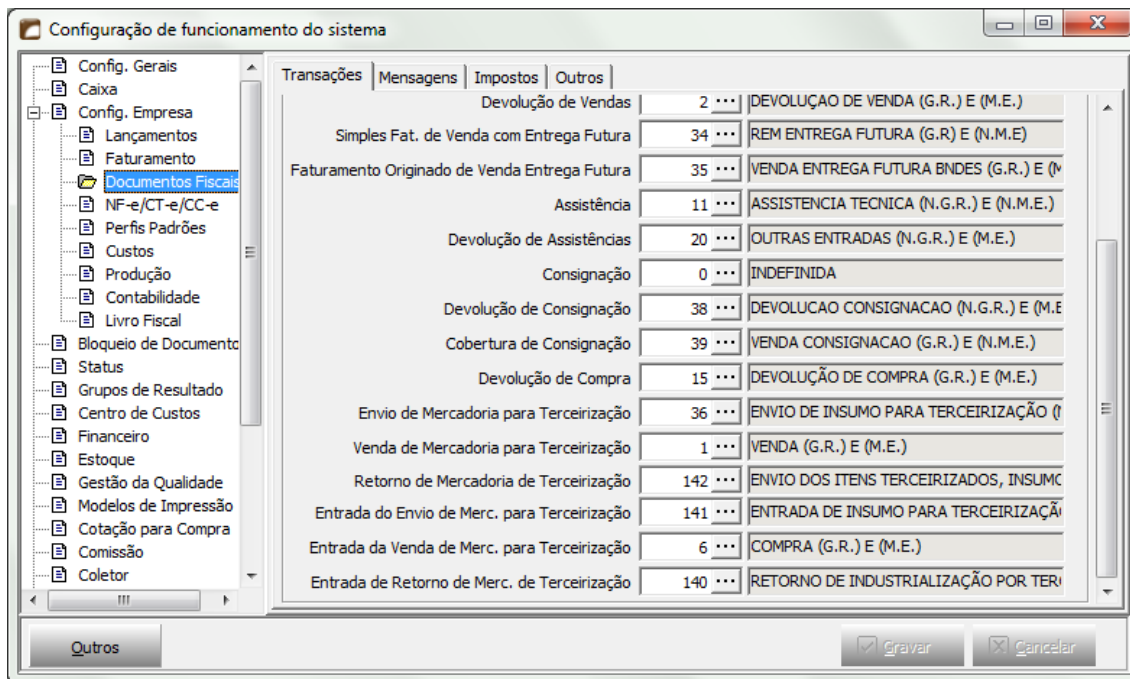 Configuração de funcionamento do sistema
Config. Gerais
Caixa
Config. Empresa
Lançamentos
Faturamento
Documentos Fiscais
NF-e/CT-e/CC-e
Perfis Padrões
Custos
Produção
Contabilidade
Livro Fiscal
Bloqueio de Documento
Status
Grupos de Resultado
Centro de Custos
Financeiro
Estoque
Gestão da Qualidade
Modelos de Impressão
Cotação para Compra
Comissão
Coletor
Transações Mensagens Impostos Outros
Devolução de Vendas 2 ... DEVOLUÇAO DE VENDA (G.R.) E (M.E.)
Simples Fat. de Venda com Entrega Futura 34 ... REM ENTREGA FUTURA (G.R) E (N.M.E)
Faturamento Originado de Venda Entrega Futura 35 ... VENDA ENTREGA FUTURA BNDES (G.R.) E (M
Assistência 11 ... ASSISTENCIA TECNICA (N.G.R.) E (N.M.E.)
Devolução de Assistências 20 ... OUTRAS ENTRADAS (N.G.R.) E (M.E.)
Consignação 0 ... INDEFINIDA
Devolução de Consignação 38 ... DEVOLUCAO CONSIGNACAO (N.G.R.) E (M.E
Cobertura de Consignação 39 ... VENDA CONSIGNACAO (G.R.) E (N.M.E.)
Devolução de Compra 15 ... DEVOLUÇÃO DE COMPRA (G.R.) E (M.E.)
Envio de Mercadoria para Terceirização 36 ... ENVIO DE INSUMO PARA TERCEIRIZAÇÃO (
Venda de Mercadoria para Terceirização 1 ... VENDA (G.R.) E (M.E.)
Retorno de Mercadoria de Terceirização 142 ... ENVIO DOS ITENS TERCEIRIZADOS, INSUMO
Entrada do Envio de Merc. para Terceirização 141 ... ENTRADA DE INSUMO PARA TERCEIRIZAÇÃ
Entrada da Venda de Merc. para Terceirização 6 ... COMPRA (G.R.) E (M.E.)
Entrada de Retorno de Merc. de Terceirização 140 ... RETORNO DE INDUSTRIALIZAÇÃO POR TER
Outros Gravar Cancelar